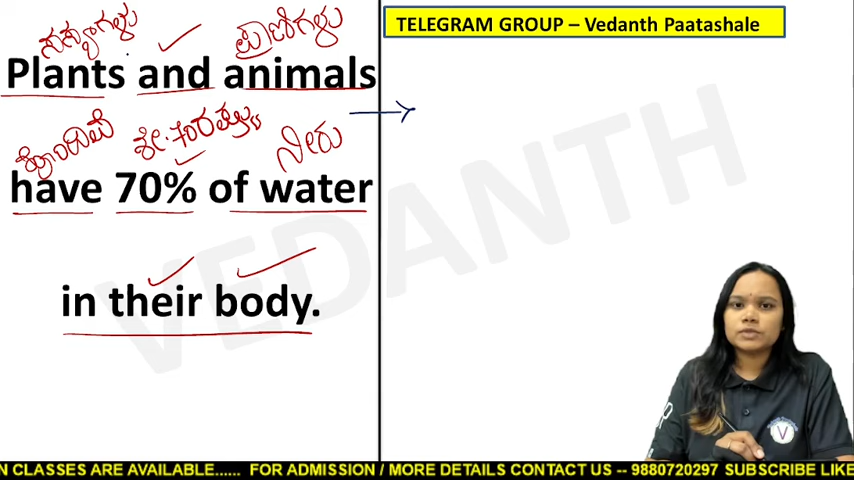 TELEGRAM GROUP – Vedanth Paatashale
ಸಸ್ಯಗಳು ಪ್ರಾಣಿಗಳು
Plants and animals
ಹೊಂದಿವೆ ಶೇ.70ರಷ್ಟು ನೀರು
have 70% of water
in their body.
VEDANTH
V
N CLASSES ARE AVAILABLE...... FOR ADMISSION / MORE DETAILS CONTACT US -- 9880720297 SUBSCRIBE LIKE